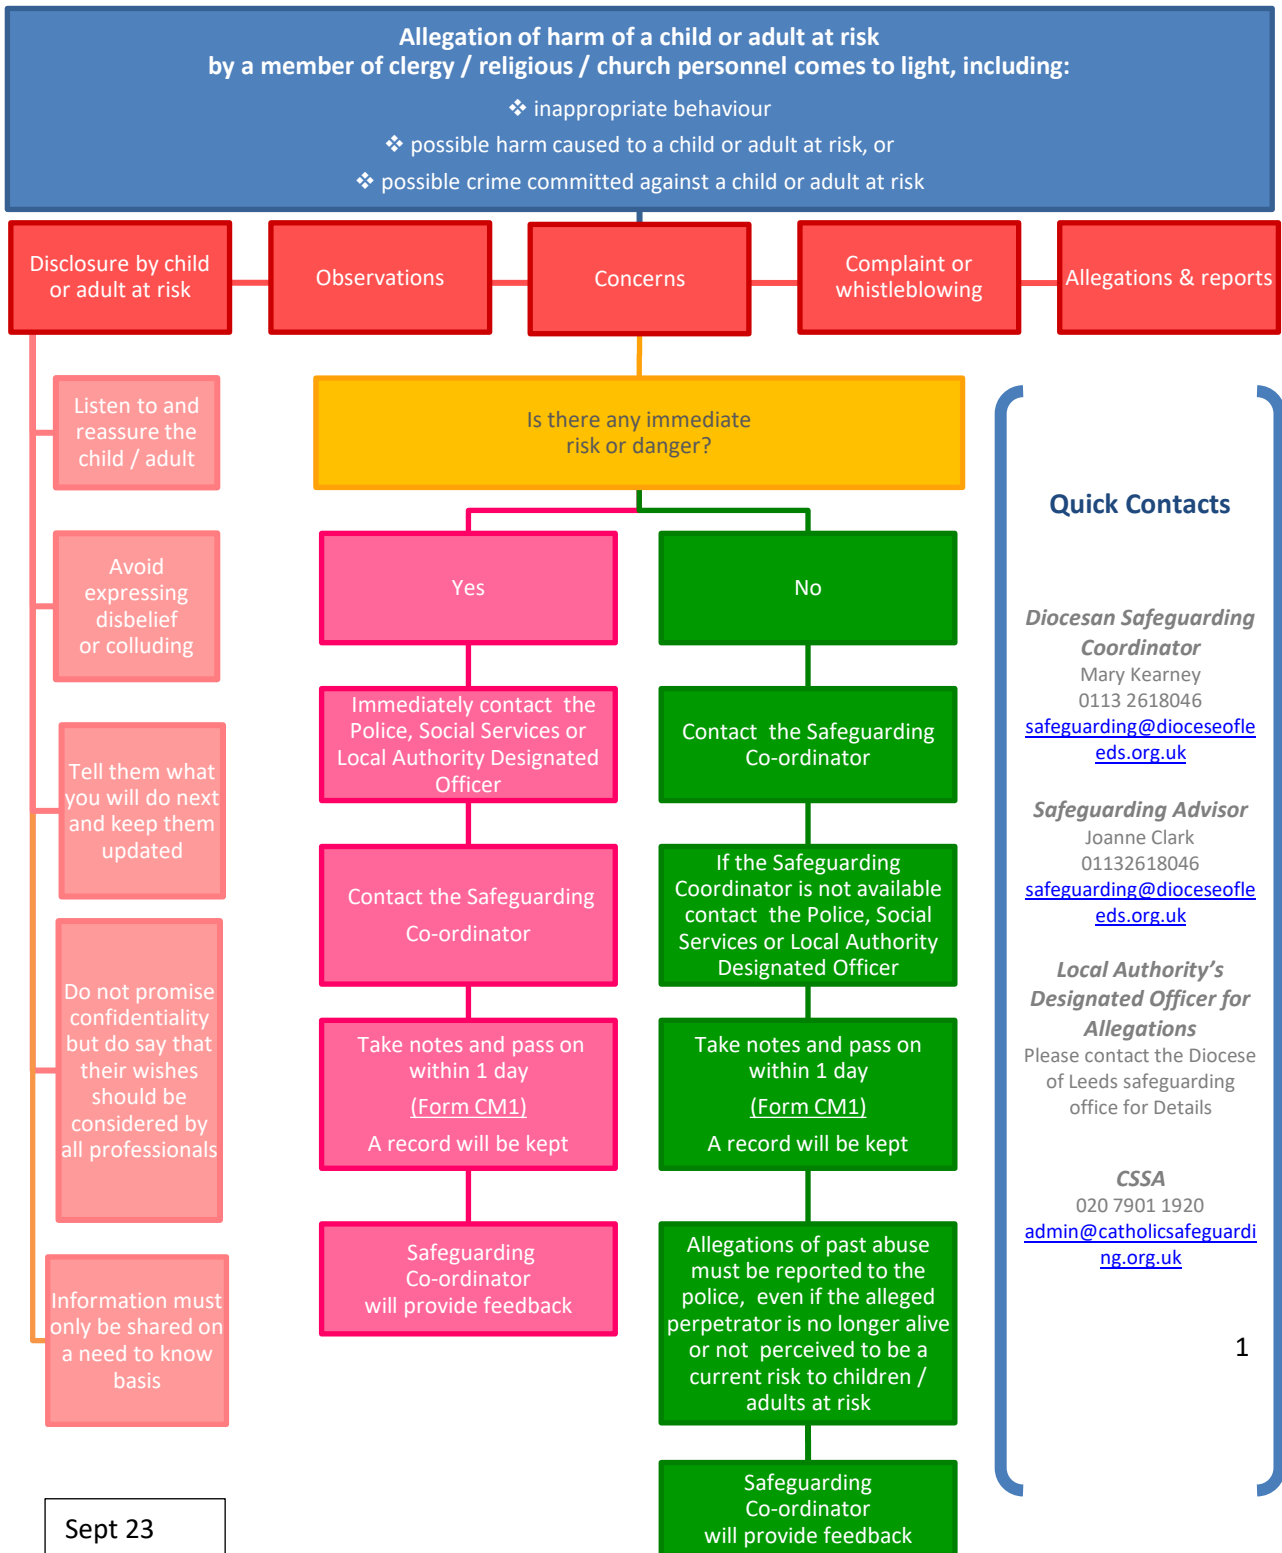 Allegation of harm of a child or adult at risk
by a member of clergy / religious / church personnel comes to light, including:
❖ inappropriate behaviour
❖ possible harm caused to a child or adult at risk, or
❖ possible crime committed against a child or adult at risk
Disclosure by child
or adult at risk
Observations
Concerns
Complaint or
whistleblowing
Allegations & reports
Listen to and
reassure the
child / adult
Avoid
expressing
disbelief
or colluding
Tell them what
you will do next
and keep them
updated
Do not promise
confidentiality
but do say that
their wishes
should be
considered by
all professionals
Information must
only be shared on
a need to know
basis
Is there any immediate
risk or danger?
Yes
Immediately contact the
Police, Social Services or
Local Authority Designated
Officer
Contact the Safeguarding
Co-ordinator
Take notes and pass on
within 1 day
(Form CM1)
A record will be kept
Safeguarding
Co-ordinator
will provide feedback
No
Contact the Safeguarding
Co-ordinator
If the Safeguarding
Coordinator is not available
contact the Police, Social
Services or Local Authority
Designated Officer
Take notes and pass on
within 1 day
(Form CM1)
A record will be kept
Allegations of past abuse
must be reported to the
police, even if the alleged
perpetrator is no longer alive
or not perceived to be a
current risk to children /
adults at risk
Safeguarding
Co-ordinator
will provide feedback
Quick Contacts
Diocesan Safeguarding
Coordinator
Mary Kearney
0113 2618046
safeguarding@dioceseofle
eds.org.uk
Safeguarding Advisor
Joanne Clark
01132618046
safeguarding@dioceseofle
eds.org.uk
Local Authority's
Designated Officer for
Allegations
Please contact the Diocese
of Leeds safeguarding
office for Details
CSSA
020 7901 1920
admin@catholicsafeguardi
ng.org.uk
1
Sept 23